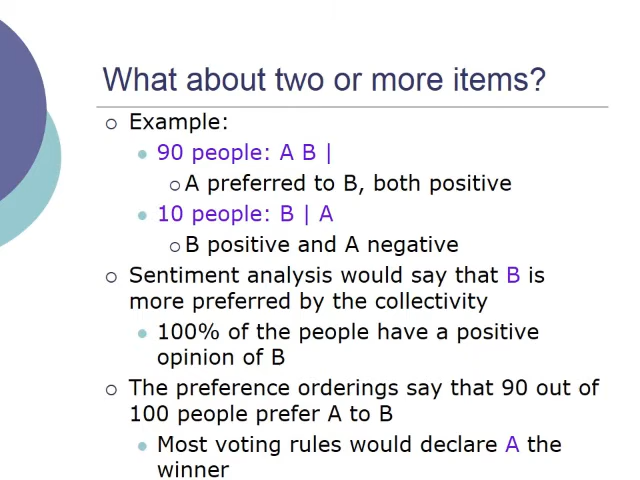 What about two or more items?
Example:
90 people: A B |
A preferred to B, both positive
10 people: B | A
B positive and A negative
Sentiment analysis would say that B is
more preferred by the collectivity
100% of the people have a positive
opinion of B
The preference orderings say that 90 out of
100 people prefer A to B
Most voting rules would declare A the
winner